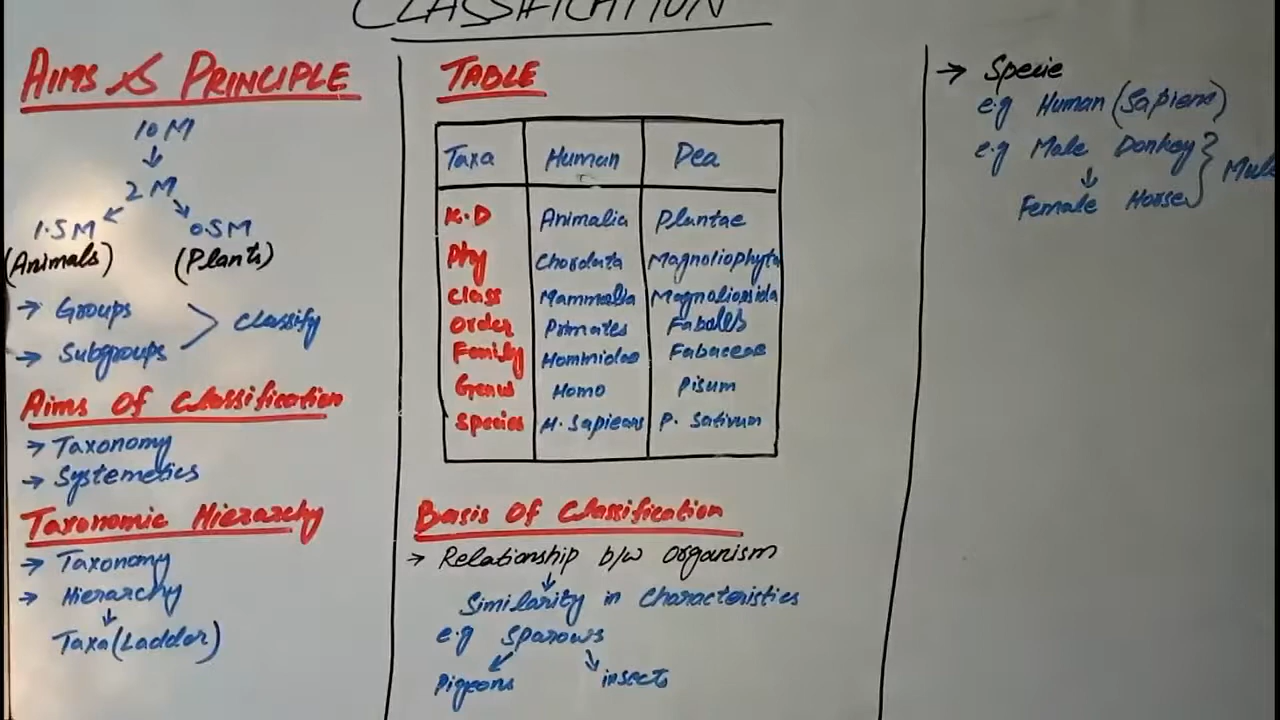 CLASSIFICATION
AIMS & PRINCIPLE
10 M
2 M
1.5 M 0.5 M
(Animals) (Plants)
→ Groups
→ Subgroups
classify
Aims Of Classification
→ Taxonomy
→ Systemetics
Taxonomic Hierarchy
→ Taxonomy
→ Hierarchy
Taxa (Ladder)
TABLE
Taxa Human Pea
K.D Animalia Plantae
Phy Chordata Magnoliophyta
Class Mammalia Magnoliopsida
Order Primates Fabales
Family Hommidae Fabaceae
Genus Homo Pisum
Species H. Sapiens P. Sativum
Basis Of Classification
→ Relationship b/w organism
Similarity in Characteristics
e.g Sparows
Pigeons insects
→ Specie
e.g Human (Sapiens)
e.g Male Donkey
Female Horse